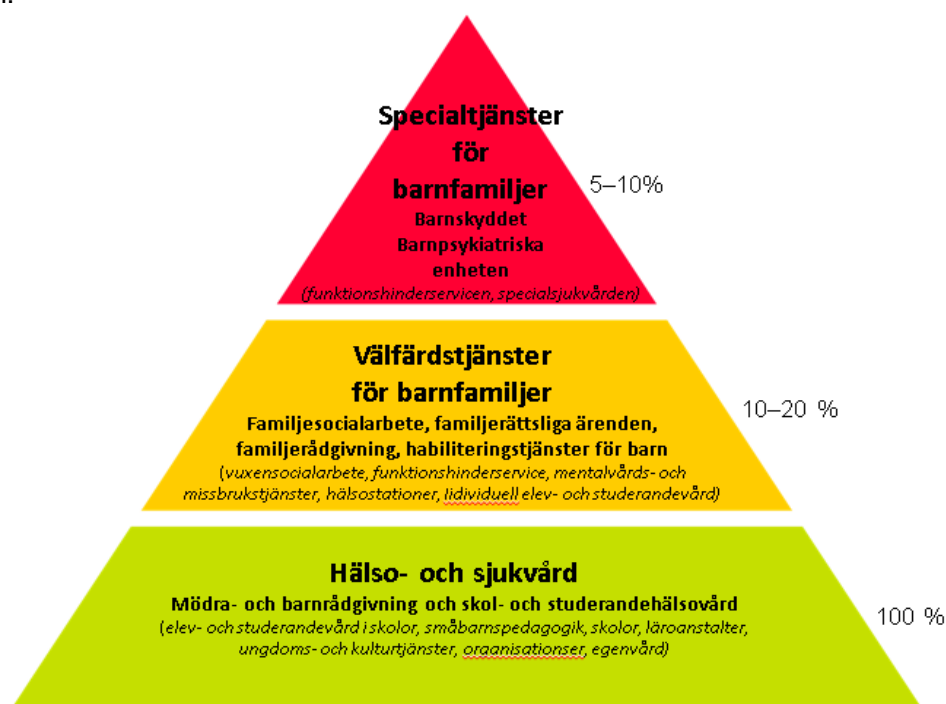 Specialtjänster
för
barnfamiljer
Barnskyddet
Barnpsykiatriska
enheten
(funktionshinderservicen, specialsjukvården)
5–10%
Välfärdstjänster
för barnfamiljer
Familjesocialarbete, familjerättsliga ärenden,
familjerådgivning, habiliteringstjänster för barn
(vuxensocialarbete, funktionshinderservice, mentalvårds- och
missbrukstjänster, hälsostationer, lidividuell elev- och studerandevård)
10–20 %
Hälso- och sjukvård
Mödra- och barnrådgivning och skol- och studerandehälsovård
(elev- och studerandevård i skolor, småbarnspedagogik, skolor, läroanstalter,
ungdoms- och kulturtjänster, organisationser, egenvård)
100 %